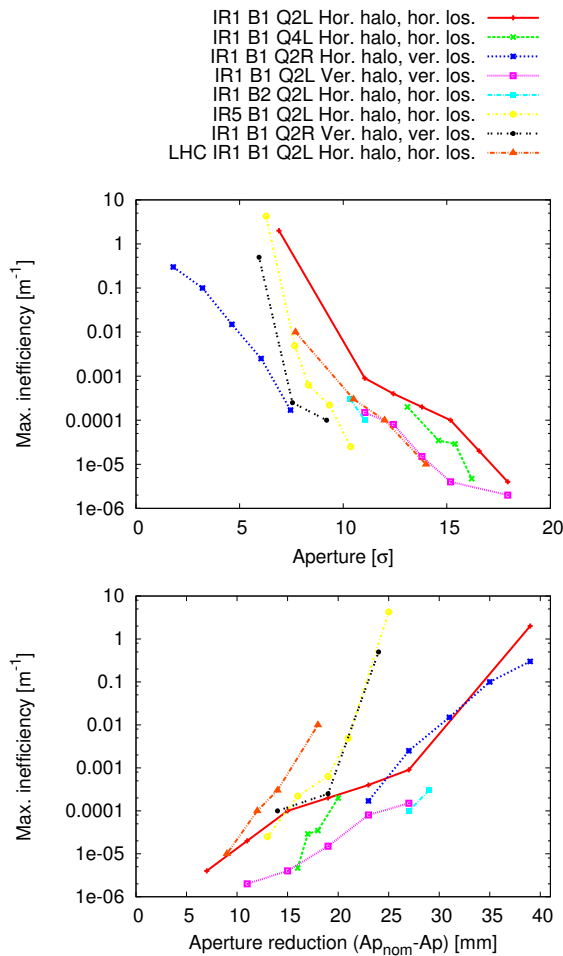 IR1 B1 Q2L Hor. halo, hor. los.
IR1 B1 Q4L Hor. halo, hor. los.
IR1 B1 Q2R Hor. halo, ver. los.
IR1 B1 Q2L Ver. halo, ver. los.
IR1 B2 Q2L Hor. halo, hor. los.
IR5 B1 Q2L Hor. halo, hor. los.
IR1 B1 Q2R Ver. halo, ver. los.
LHC IR1 B1 Q2L Hor. halo, hor. los.
Max. inefficiency [m⁻¹]
10
1
0.1
0.01
0.001
0.0001
1e-05
1e-06
0 5 10 15 20
Aperture [σ]
Max. inefficiency [m⁻¹]
10
1
0.1
0.01
0.001
0.0001
1e-05
1e-06
0 5 10 15 20 25 30 35 40
Aperture reduction (Apₙₒₘ-Ap) [mm]